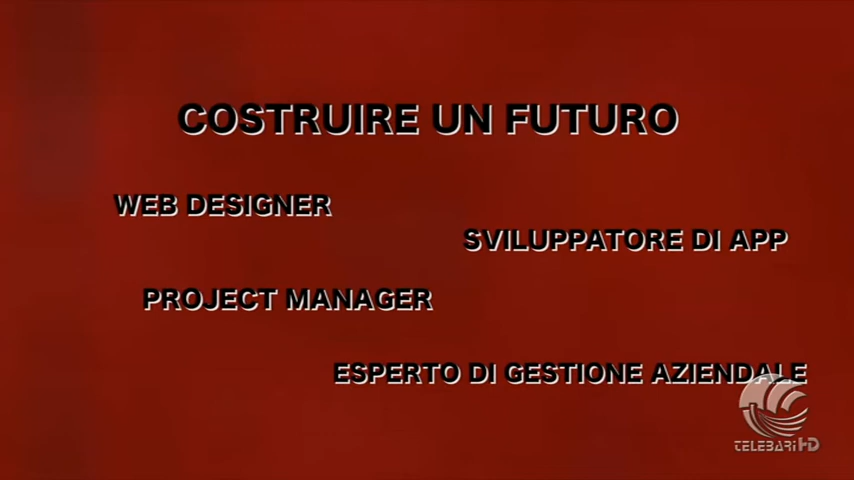 COSTRUIRE UN FUTURO
WEB DESIGNER
SVILUPPATORE DI APP
PROJECT MANAGER
ESPERTO DI GESTIONE AZIENDALE
TELEBARI HD